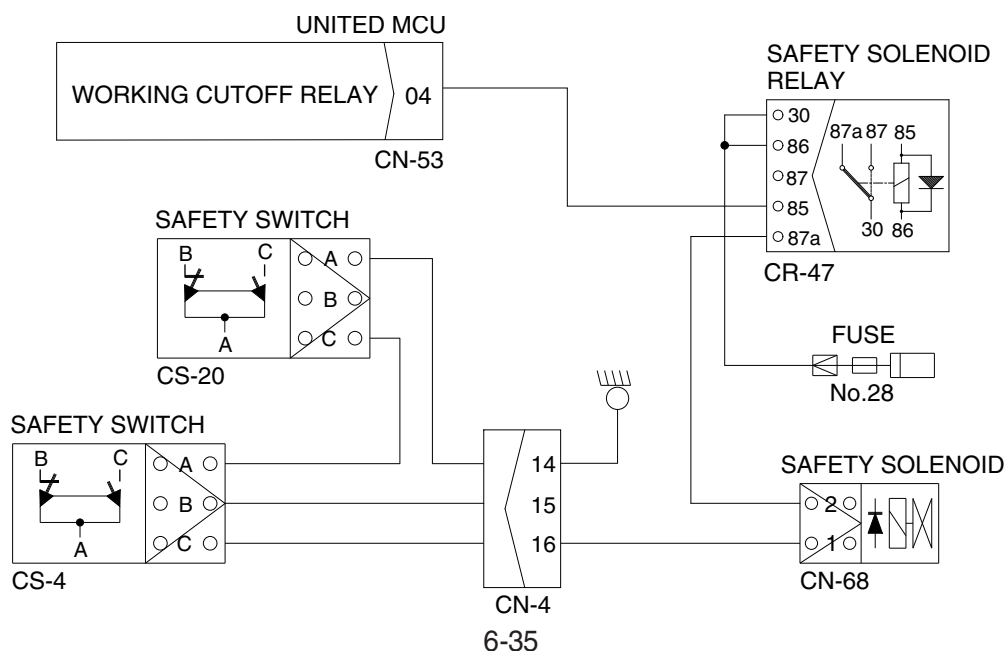 UNITED MCU
WORKING CUTOFF RELAY
04
CN-53
SAFETY SOLENOID
RELAY
30
86
87
85
87a
87a 87 85
30 86
CR-47
SAFETY SWITCH
B
C
A
A
B
C
CS-20
FUSE
No.28
SAFETY SWITCH
B
C
A
A
B
C
CS-4
14
15
16
CN-4
SAFETY SOLENOID
2
1
CN-68
6-35